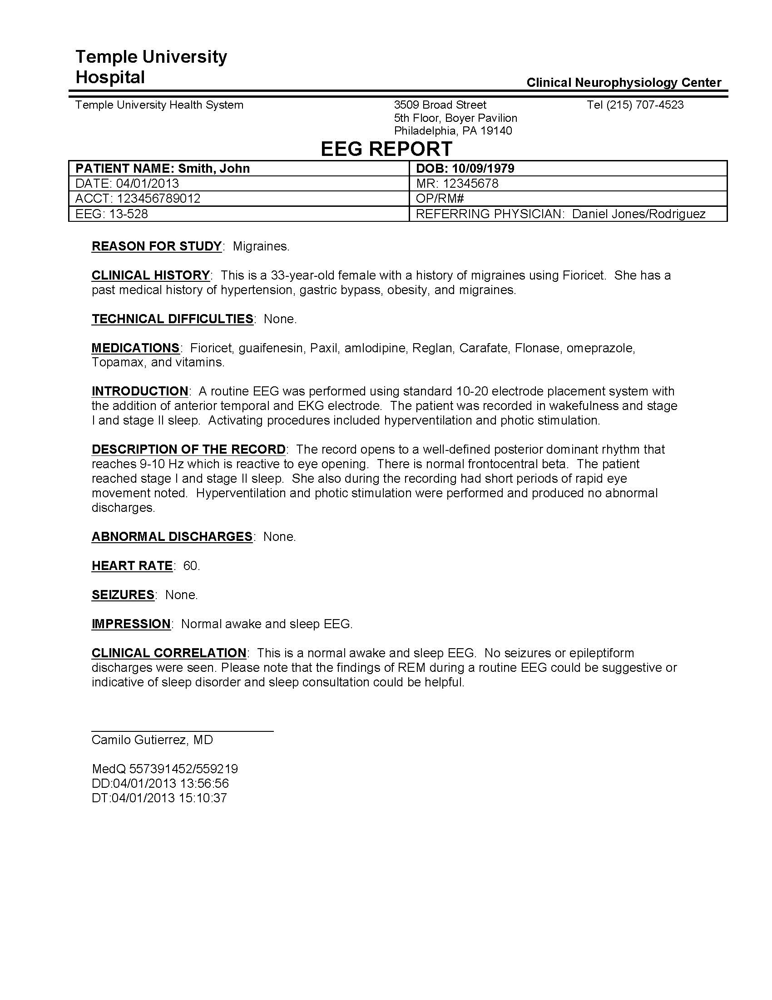 Temple University
Hospital
Clinical Neurophysiology Center
Temple University Health System 3509 Broad Street Tel (215) 707-4523
5th Floor, Boyer Pavilion
Philadelphia, PA 19140
EEG REPORT
PATIENT NAME: Smith, John DOB: 10/09/1979
DATE: 04/01/2013 MR: 12345678
ACCT: 123456789012 OP/RM#
EEG: 13-528 REFERRING PHYSICIAN: Daniel Jones/Rodriguez
REASON FOR STUDY: Migraines.
CLINICAL HISTORY: This is a 33-year-old female with a history of migraines using Fioricet. She has a
past medical history of hypertension, gastric bypass, obesity, and migraines.
TECHNICAL DIFFICULTIES: None.
MEDICATIONS: Fioricet, guaifenesin, Paxil, amlodipine, Reglan, Carafate, Flonase, omeprazole,
Topamax, and vitamins.
INTRODUCTION: A routine EEG was performed using standard 10-20 electrode placement system with
the addition of anterior temporal and EKG electrode. The patient was recorded in wakefulness and stage
I and stage II sleep. Activating procedures included hyperventilation and photic stimulation.
DESCRIPTION OF THE RECORD: The record opens to a well-defined posterior dominant rhythm that
reaches 9-10 Hz which is reactive to eye opening. There is normal frontocentral beta. The patient
reached stage I and stage II sleep. She also during the recording had short periods of rapid eye
movement noted. Hyperventilation and photic stimulation were performed and produced no abnormal
discharges.
ABNORMAL DISCHARGES: None.
HEART RATE: 60.
SEIZURES: None.
IMPRESSION: Normal awake and sleep EEG.
CLINICAL CORRELATION: This is a normal awake and sleep EEG. No seizures or epileptiform
discharges were seen. Please note that the findings of REM during a routine EEG could be suggestive or
indicative of sleep disorder and sleep consultation could be helpful.
Camilo Gutierrez, MD
MedQ 557391452/559219
DD:04/01/2013 13:56:56
DT:04/01/2013 15:10:37